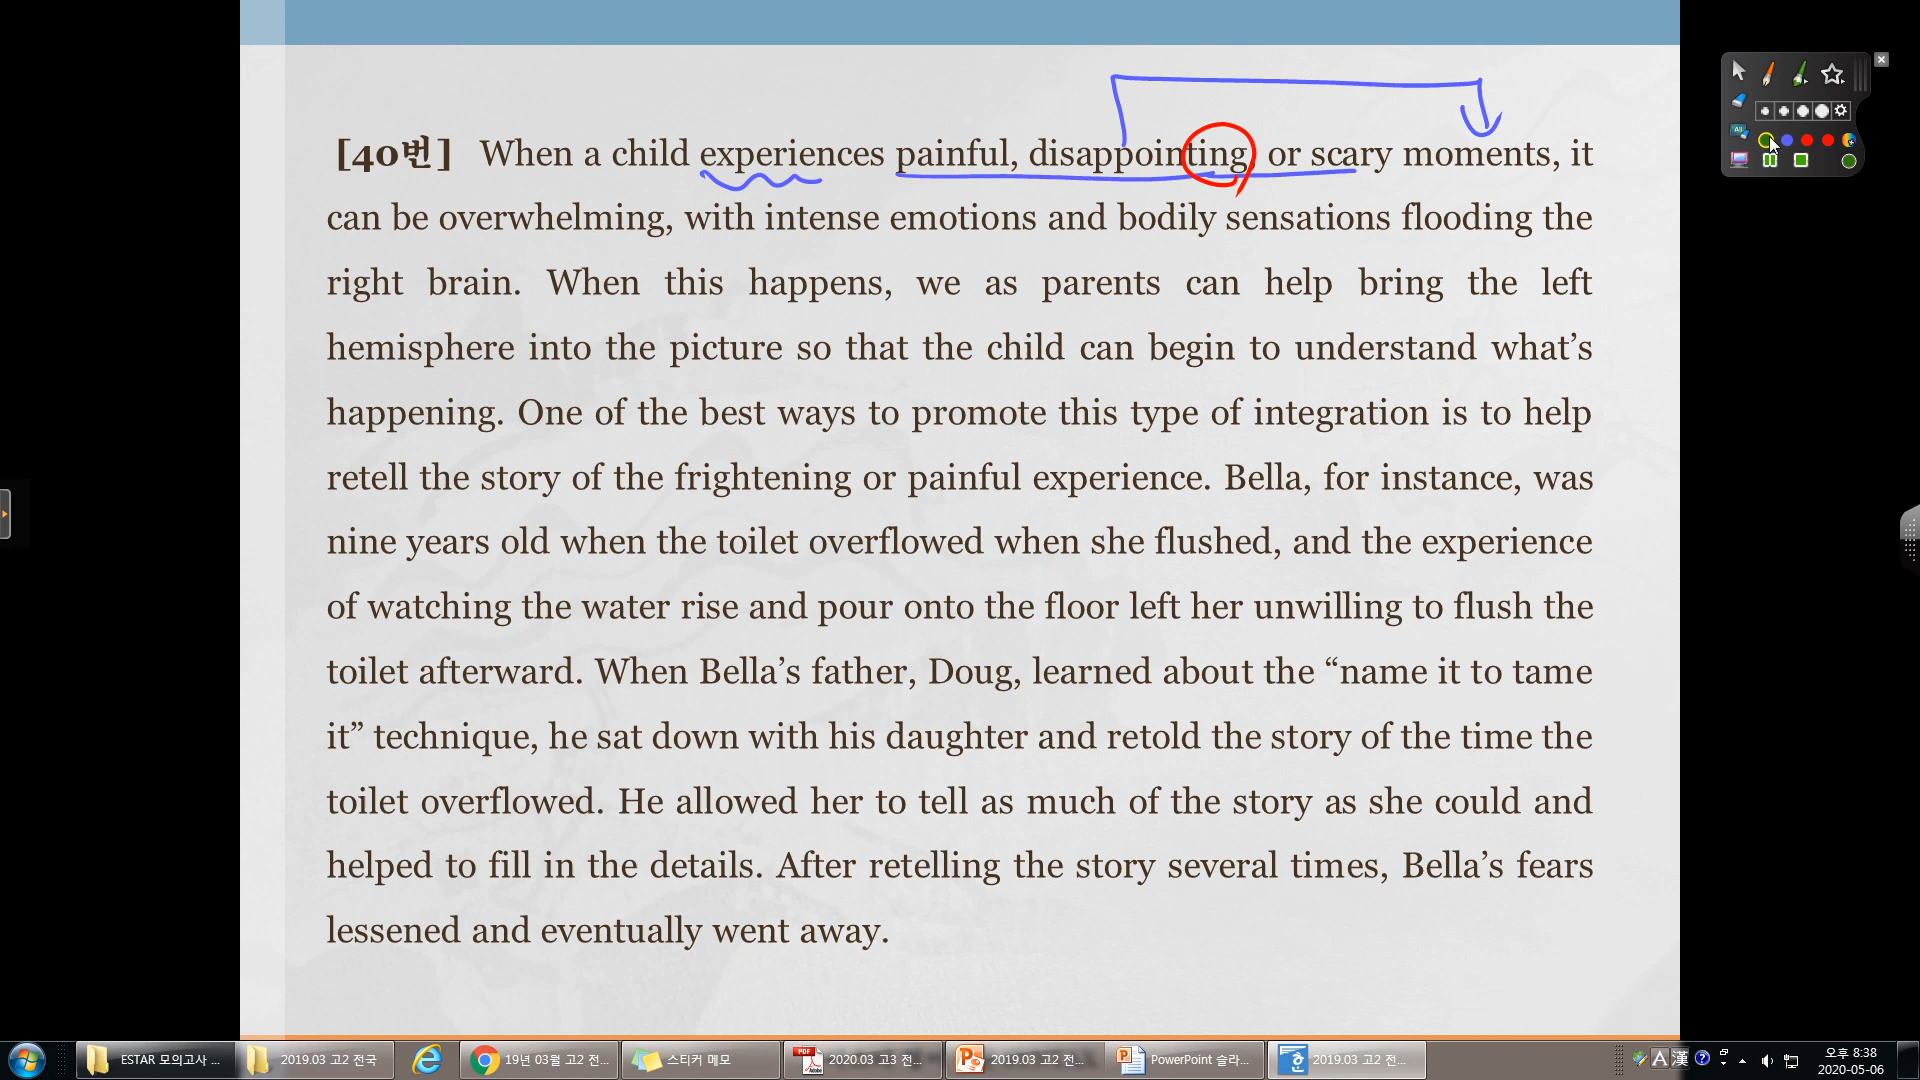 [40번] When a child experiences painful, disappointing, or scary moments, it
can be overwhelming, with intense emotions and bodily sensations flooding the
right brain. When this happens, we as parents can help bring the left
hemisphere into the picture so that the child can begin to understand what’s
happening. One of the best ways to promote this type of integration is to help
retell the story of the frightening or painful experience. Bella, for instance, was
nine years old when the toilet overflowed when she flushed, and the experience
of watching the water rise and pour onto the floor left her unwilling to flush the
toilet afterward. When Bella’s father, Doug, learned about the “name it to tame
it” technique, he sat down with his daughter and retold the story of the time the
toilet overflowed. He allowed her to tell as much of the story as she could and
helped to fill in the details. After retelling the story several times, Bella’s fears
lessened and eventually went away.
ESTAR 모의고사 ... 2019.03 고2 전국 19년 03월 고2 전... 스티커 메모 2020.03 고3 전... 2019.03 고2 전... PowerPoint 슬라... 2019.03 고2 전... A 漢 오후 8:38
2020-05-06